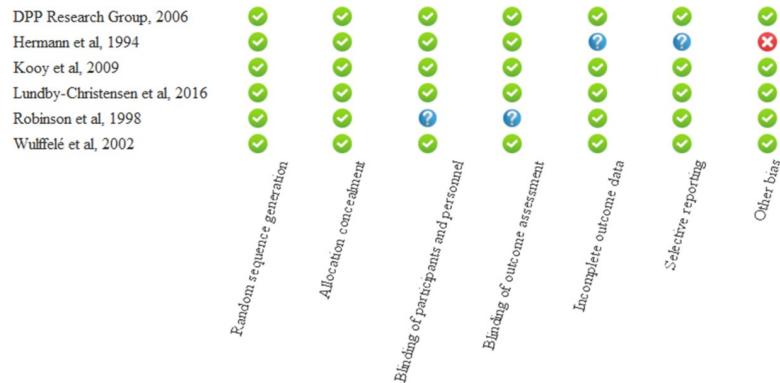 DPP Research Group, 2006
Hermann et al, 1994
Kooy et al, 2009
Lundby-Christensen et al, 2016
Robinson et al, 1998
Wulffelé et al, 2002
Random sequence generation
Allocation concealment
Blinding of participants and personnel
Blinding of outcome assessment
Incomplete outcome data
Selective reporting
Other bias